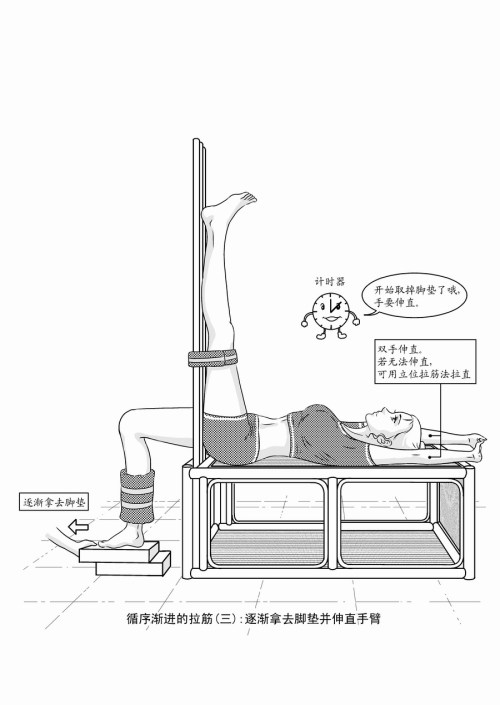 计时器
开始取掉脚垫了哦，
手要伸直。
双手伸直。
若无法伸直，
可用立位拉筋法拉直
逐渐拿去脚垫
循序渐进的拉筋(三):逐渐拿去脚垫并伸直手臂